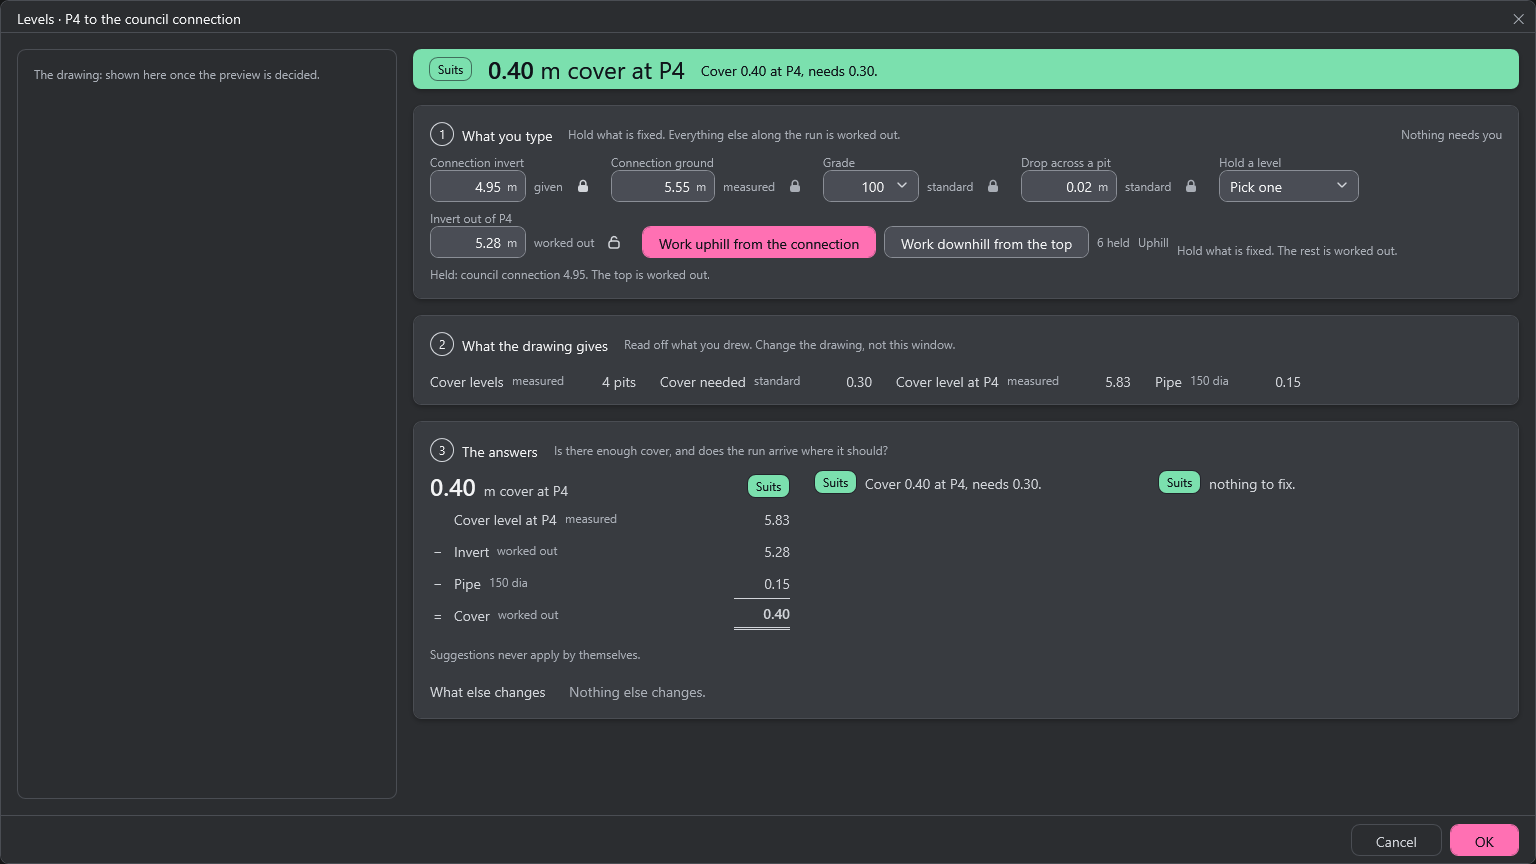 Levels · P4 to the council connection
The drawing: shown here once the preview is decided.
Suits 0.40 m cover at P4 Cover 0.40 at P4, needs 0.30.
1 What you type Hold what is fixed. Everything else along the run is worked out. Nothing needs you
Connection invert Connection ground Grade Drop across a pit Hold a level
4.95 m given 5.55 m measured 100 standard 0.02 m standard Pick one
Invert out of P4
5.28 m worked out Work uphill from the connection Work downhill from the top 6 held Uphill Hold what is fixed. The rest is worked out.
Held: council connection 4.95. The top is worked out.
2 What the drawing gives Read off what you drew. Change the drawing, not this window.
Cover levels measured 4 pits Cover needed standard 0.30 Cover level at P4 measured 5.83 Pipe 150 dia 0.15
3 The answers Is there enough cover, and does the run arrive where it should?
0.40 m cover at P4 Suits Suits Cover 0.40 at P4, needs 0.30. Suits nothing to fix.
Cover level at P4 measured 5.83
− Invert worked out 5.28
− Pipe 150 dia 0.15
= Cover worked out 0.40
Suggestions never apply by themselves.
What else changes Nothing else changes.
Cancel OK